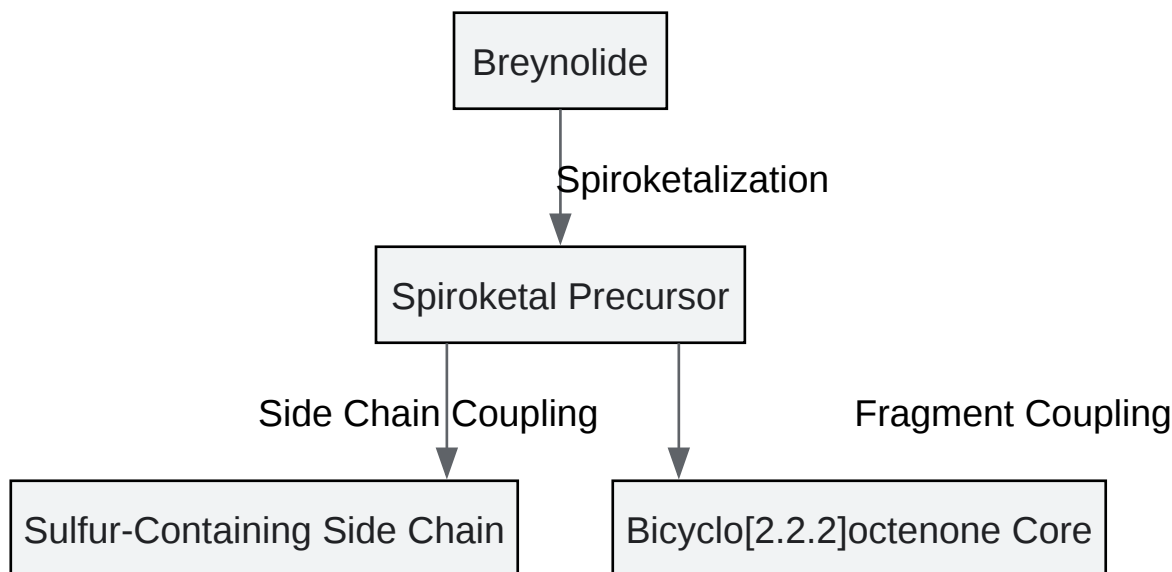 Breynolide
Spiroketalization
Spiroketal Precursor
Side Chain Coupling
Fragment Coupling
Sulfur-Containing Side Chain
Bicyclo[2.2.2]octenone Core